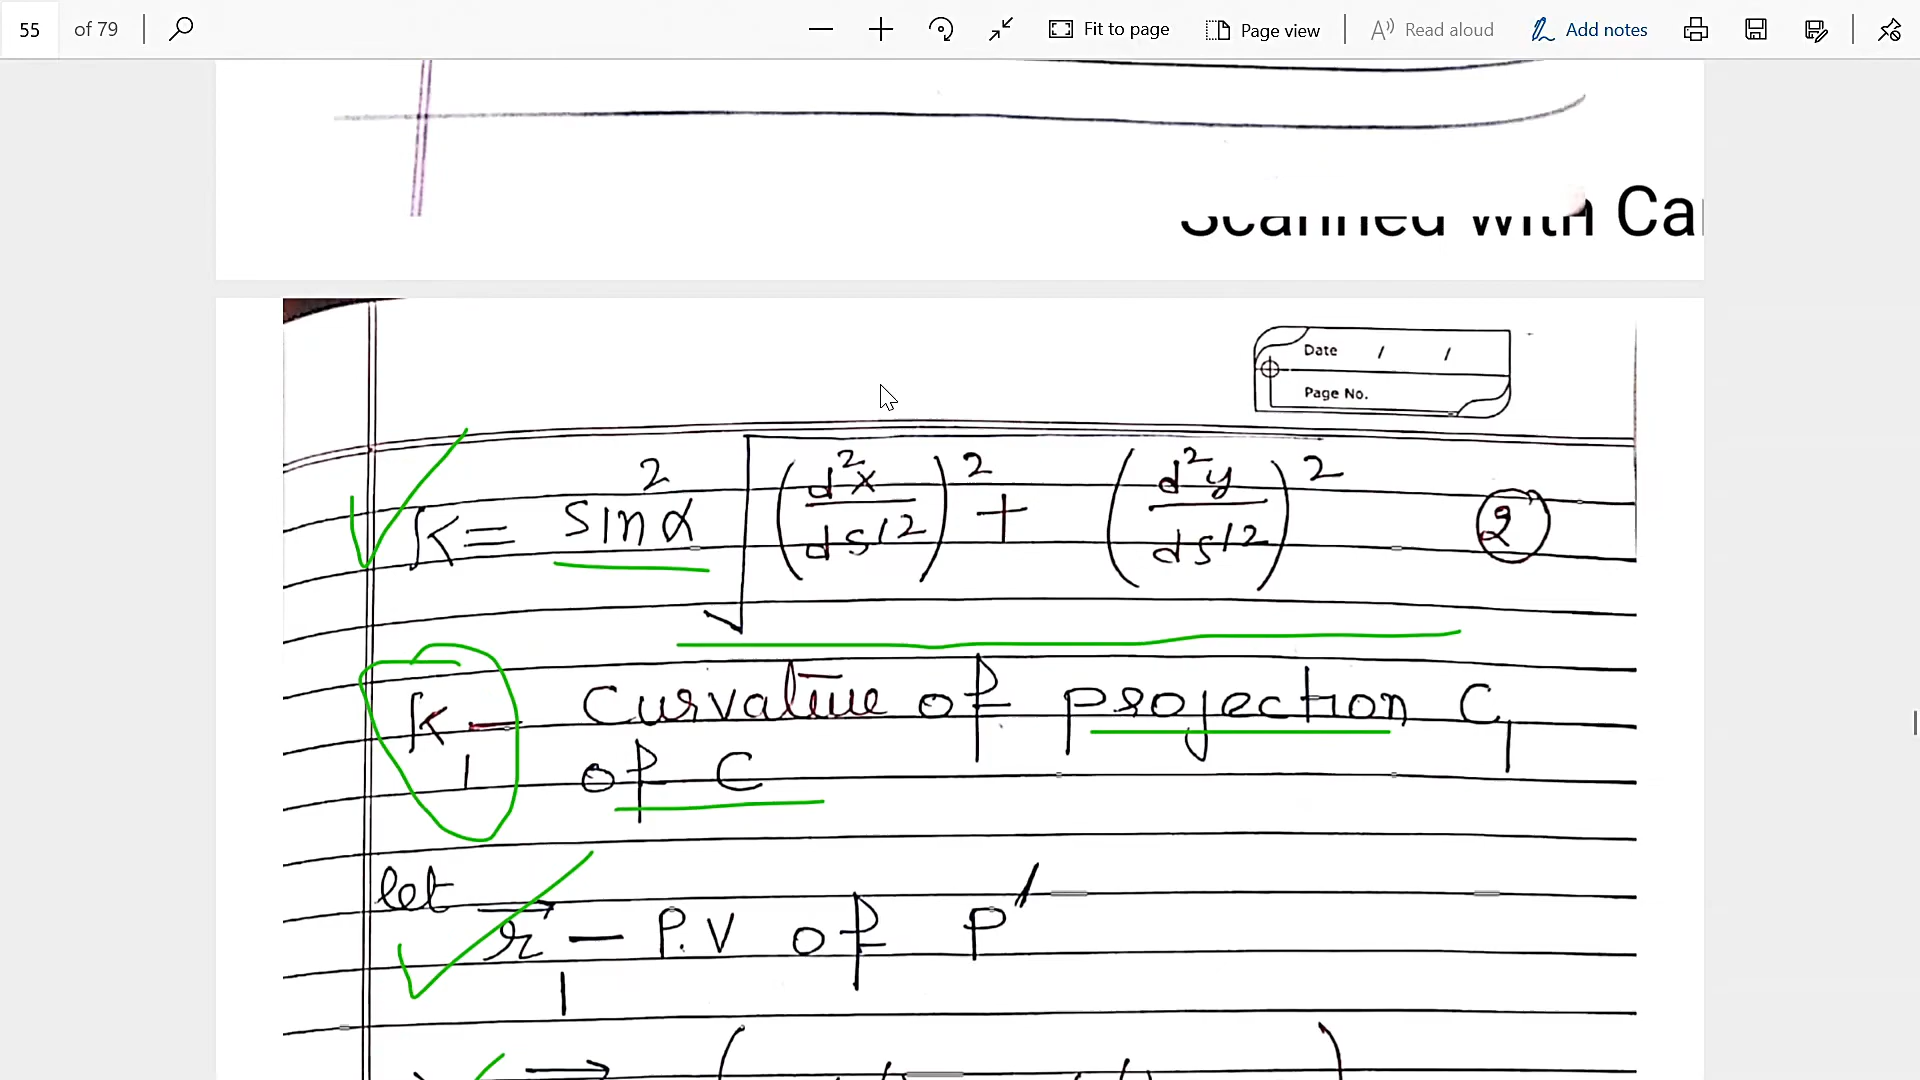 55 of 79 Fit to page Page view Read aloud Add notes
Scanned with Ca
Date / /
Page No.
K = sin²α √((d²x/ds'²)² + (d²y/ds'²)²) ②
K₁ — Curvature of projection C₁
of C
let
r⃗₁ — P.V of P'